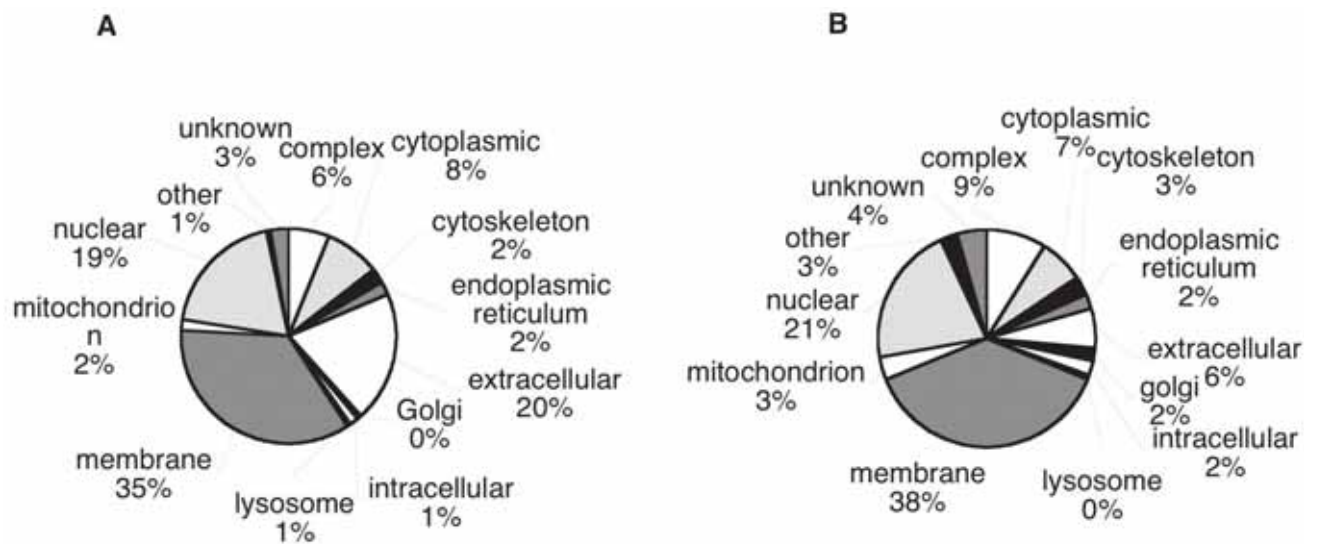 A
unknown
3%
complex
6%
cytoplasmic
8%
other
1%
cytoskeleton
2%
nuclear
19%
endoplasmic
reticulum
2%
mitochondrio
n
2%
extracellular
20%
Golgi
0%
membrane
35%
lysosome
1%
intracellular
1%
B
cytoplasmic
7%
complex
9%
cytoskeleton
3%
unknown
4%
other
3%
endoplasmic
reticulum
2%
nuclear
21%
extracellular
6%
mitochondrion
3%
golgi
2%
intracellular
2%
membrane
38%
lysosome
0%